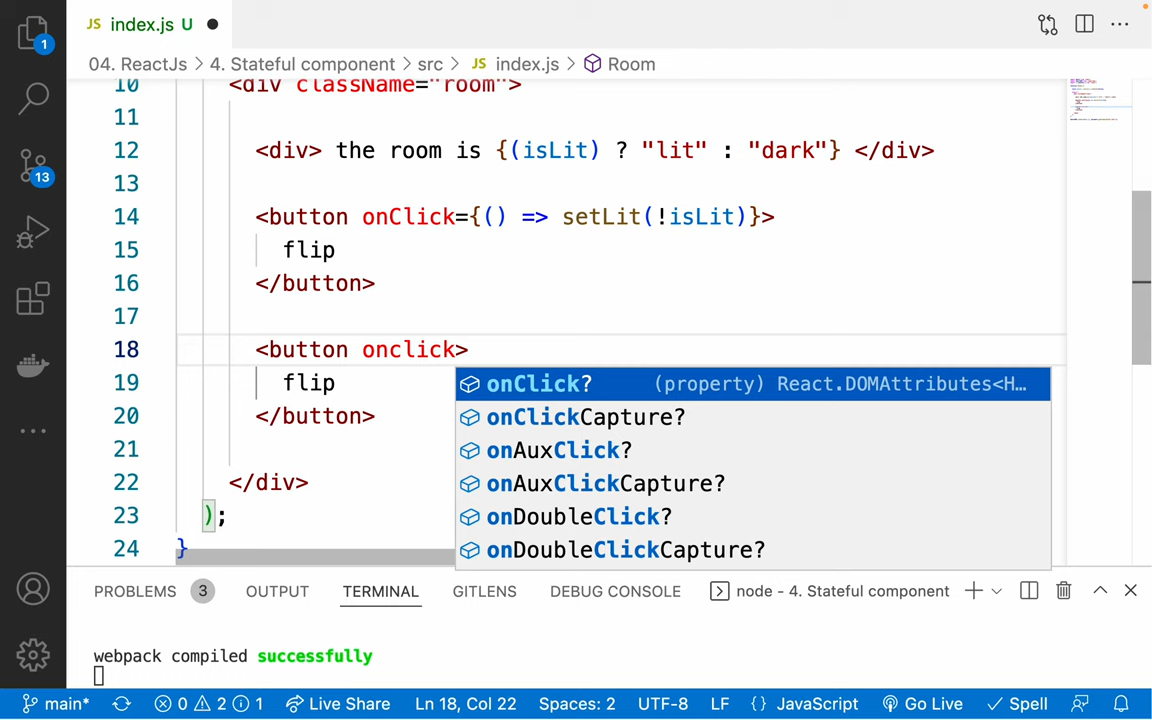 JS index.js U
04. ReactJs > 4. Stateful component > src > JS index.js > Room
10 <div className="room">
11
12 <div> the room is {(isLit) ? "lit" : "dark"} </div>
13
14 <button onClick={() => setLit(!isLit)}>
15 flip
16 </button>
17
18 <button onclick>
19 flip
20 </button>
21
22 </div>
23 );
24 }
onClick? (property) React.DOMAttributes<H…
onClickCapture?
onAuxClick?
onAuxClickCapture?
onDoubleClick?
onDoubleClickCapture?
1
13
PROBLEMS 3 OUTPUT TERMINAL GITLENS DEBUG CONSOLE node - 4. Stateful component
webpack compiled successfully
main* 0 2 1 Live Share Ln 18, Col 22 Spaces: 2 UTF-8 LF {} JavaScript Go Live Spell